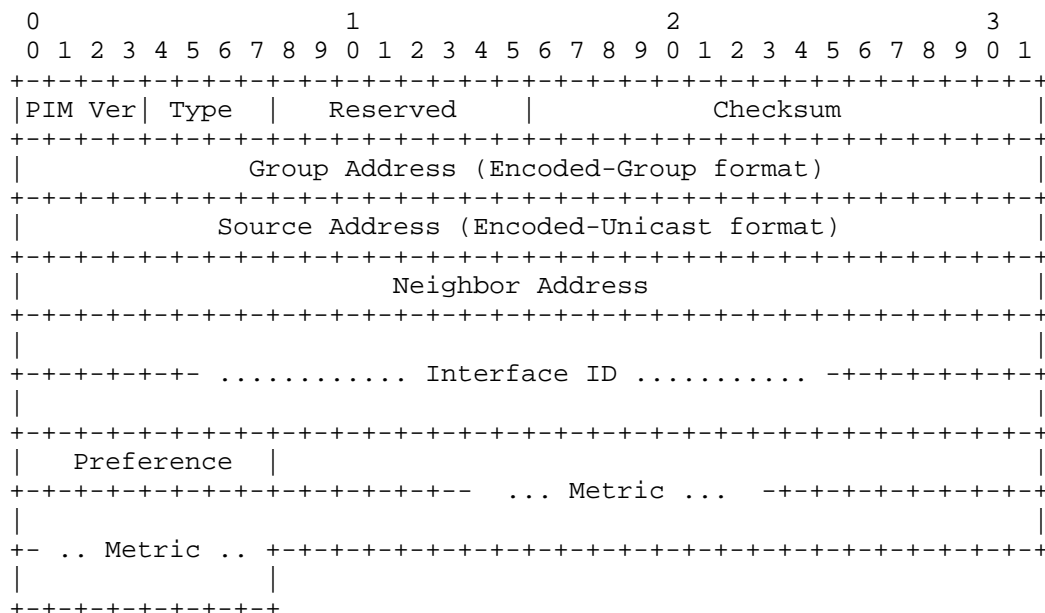 0                   1                   2                   3
 0 1 2 3 4 5 6 7 8 9 0 1 2 3 4 5 6 7 8 9 0 1 2 3 4 5 6 7 8 9 0 1
+-+-+-+-+-+-+-+-+-+-+-+-+-+-+-+-+-+-+-+-+-+-+-+-+-+-+-+-+-+-+-+-+
|PIM Ver| Type  |   Reserved    |           Checksum            |
+-+-+-+-+-+-+-+-+-+-+-+-+-+-+-+-+-+-+-+-+-+-+-+-+-+-+-+-+-+-+-+-+
|              Group Address (Encoded-Group format)             |
+-+-+-+-+-+-+-+-+-+-+-+-+-+-+-+-+-+-+-+-+-+-+-+-+-+-+-+-+-+-+-+-+
|            Source Address (Encoded-Unicast format)            |
+-+-+-+-+-+-+-+-+-+-+-+-+-+-+-+-+-+-+-+-+-+-+-+-+-+-+-+-+-+-+-+-+
|                       Neighbor Address                        |
+-+-+-+-+-+-+-+-+-+-+-+-+-+-+-+-+-+-+-+-+-+-+-+-+-+-+-+-+-+-+-+-+
|                                                               |
+-+-+-+-+-+- ............ Interface ID ........... -+-+-+-+-+-+-+
|                                                               |
+-+-+-+-+-+-+-+-+-+-+-+-+-+-+-+-+-+-+-+-+-+-+-+-+-+-+-+-+-+-+-+-+
|   Preference  |                                               |
+-+-+-+-+-+-+-+-+-+-+-+-+-+--  ... Metric ...  -+-+-+-+-+-+-+-+-+
|                                                               |
+- .. Metric .. +-+-+-+-+-+-+-+-+-+-+-+-+-+-+-+-+-+-+-+-+-+-+-+-+
|               |
+-+-+-+-+-+-+-+-+